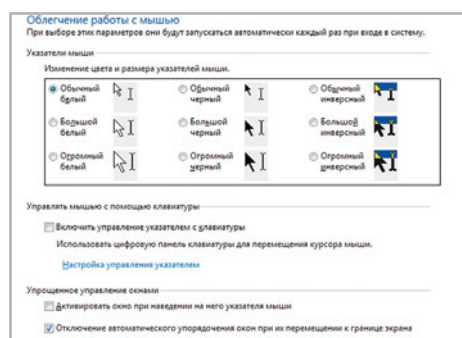 Облегчение работы с мышью
При выборе этих параметров они будут запускаться автоматически каждый раз при входе в систему.
Указатели мыши
Изменение цвета и размера указателей мыши.
Обычный белый
Обычный черный
Обычный инверсный
Большой белый
Большой черный
Большой инверсный
Огромный белый
Огромный черный
Огромный инверсный
Управлять мышью с помощью клавиатуры
Включить управление указателем с клавиатуры
Использовать цифровую панель клавиатуры для перемещения курсора мыши.
Настройка управления указателем
Упрощенное управление окнами
Активировать окно при наведении на него указателя мыши
Отключение автоматического упорядочения окон при их перемещении к границе экрана